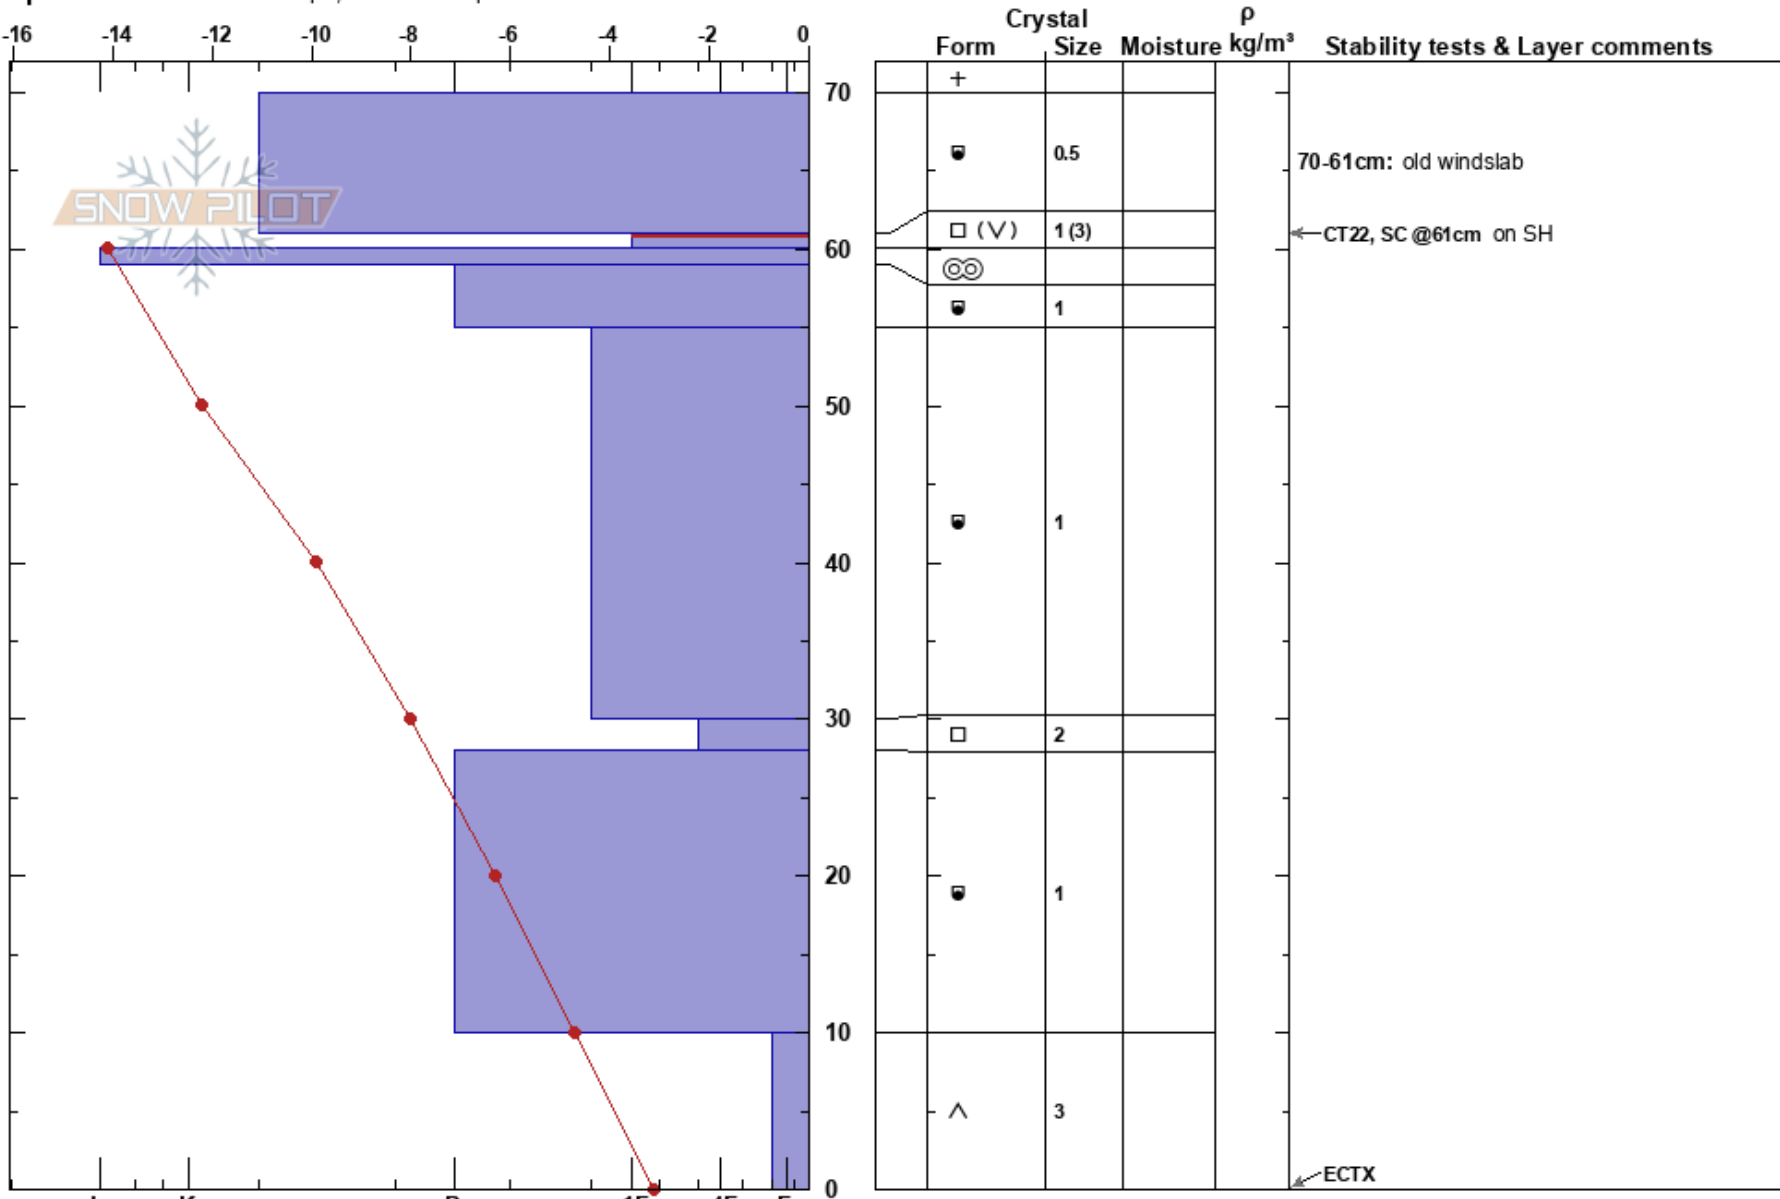 Crystal ρ
-16 -14 -12 -10 -8 -6 -4 -2 0 Form Size Moisture kg/m³ Stability tests & Layer comments
+
70
0.5 70-61cm: old windslab
SNOW PILOT
1 (3) CT22, SC @61cm on SH
60
1
50
1
40
30
2
20
1
10
3
ECTX
0